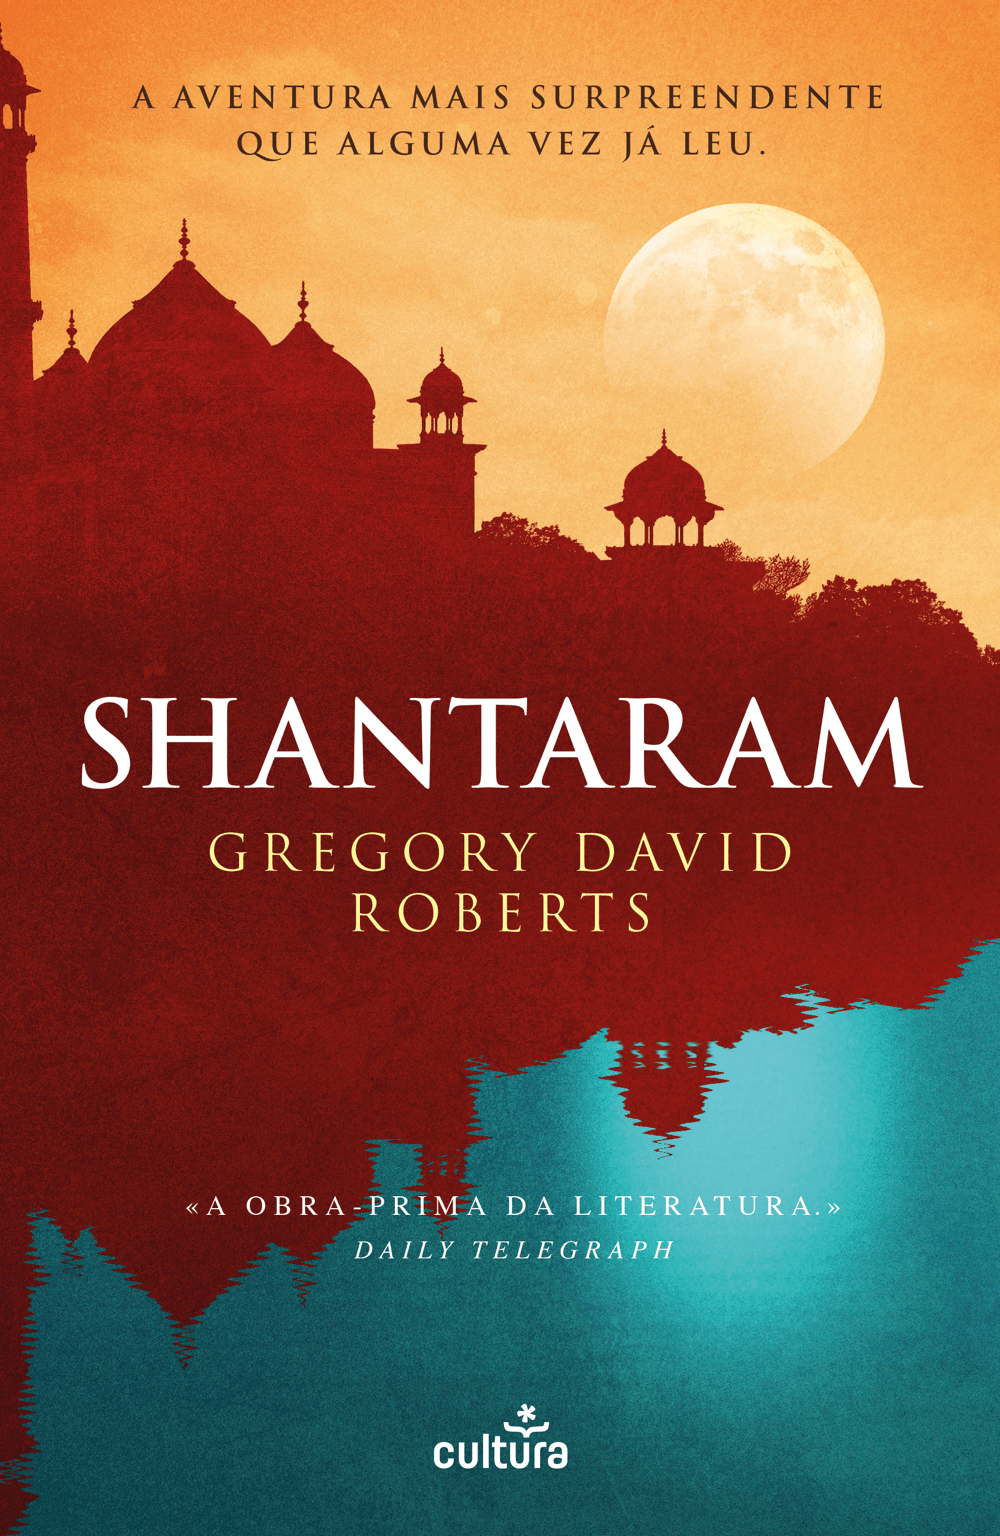 A AVENTURA MAIS SURPREENDENTE
QUE ALGUMA VEZ JÁ LEU.
SHANTARAM
GREGORY DAVID
ROBERTS
«A OBRA-PRIMA DA LITERATURA.»
DAILY TELEGRAPH
cultura